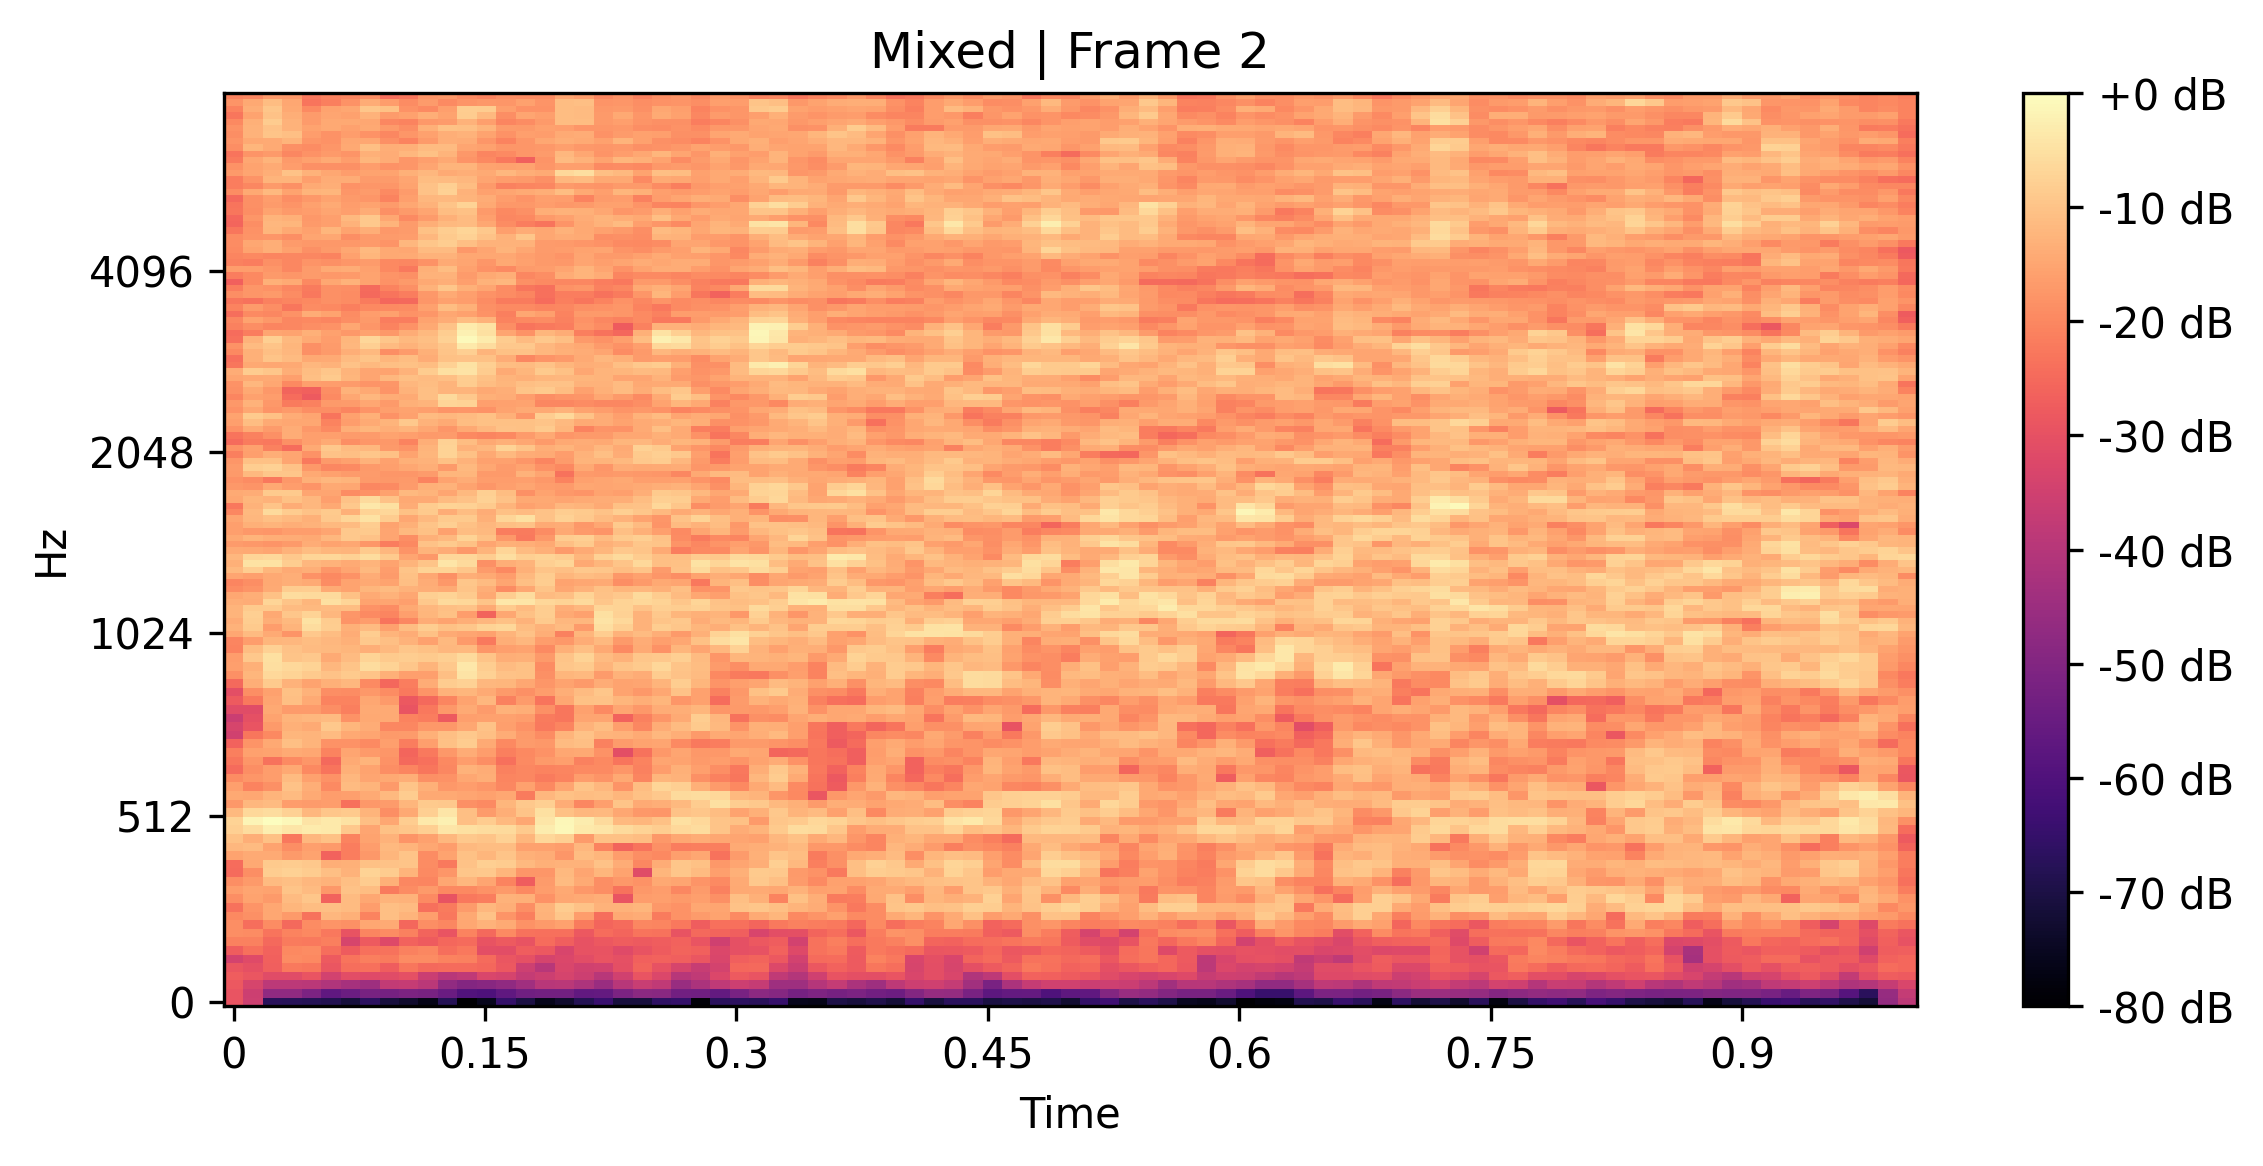 Mixed | Frame 2
Hz
4096
2048
1024
512
0
0 0.15 0.3 0.45 0.6 0.75 0.9
Time
+0 dB
-10 dB
-20 dB
-30 dB
-40 dB
-50 dB
-60 dB
-70 dB
-80 dB